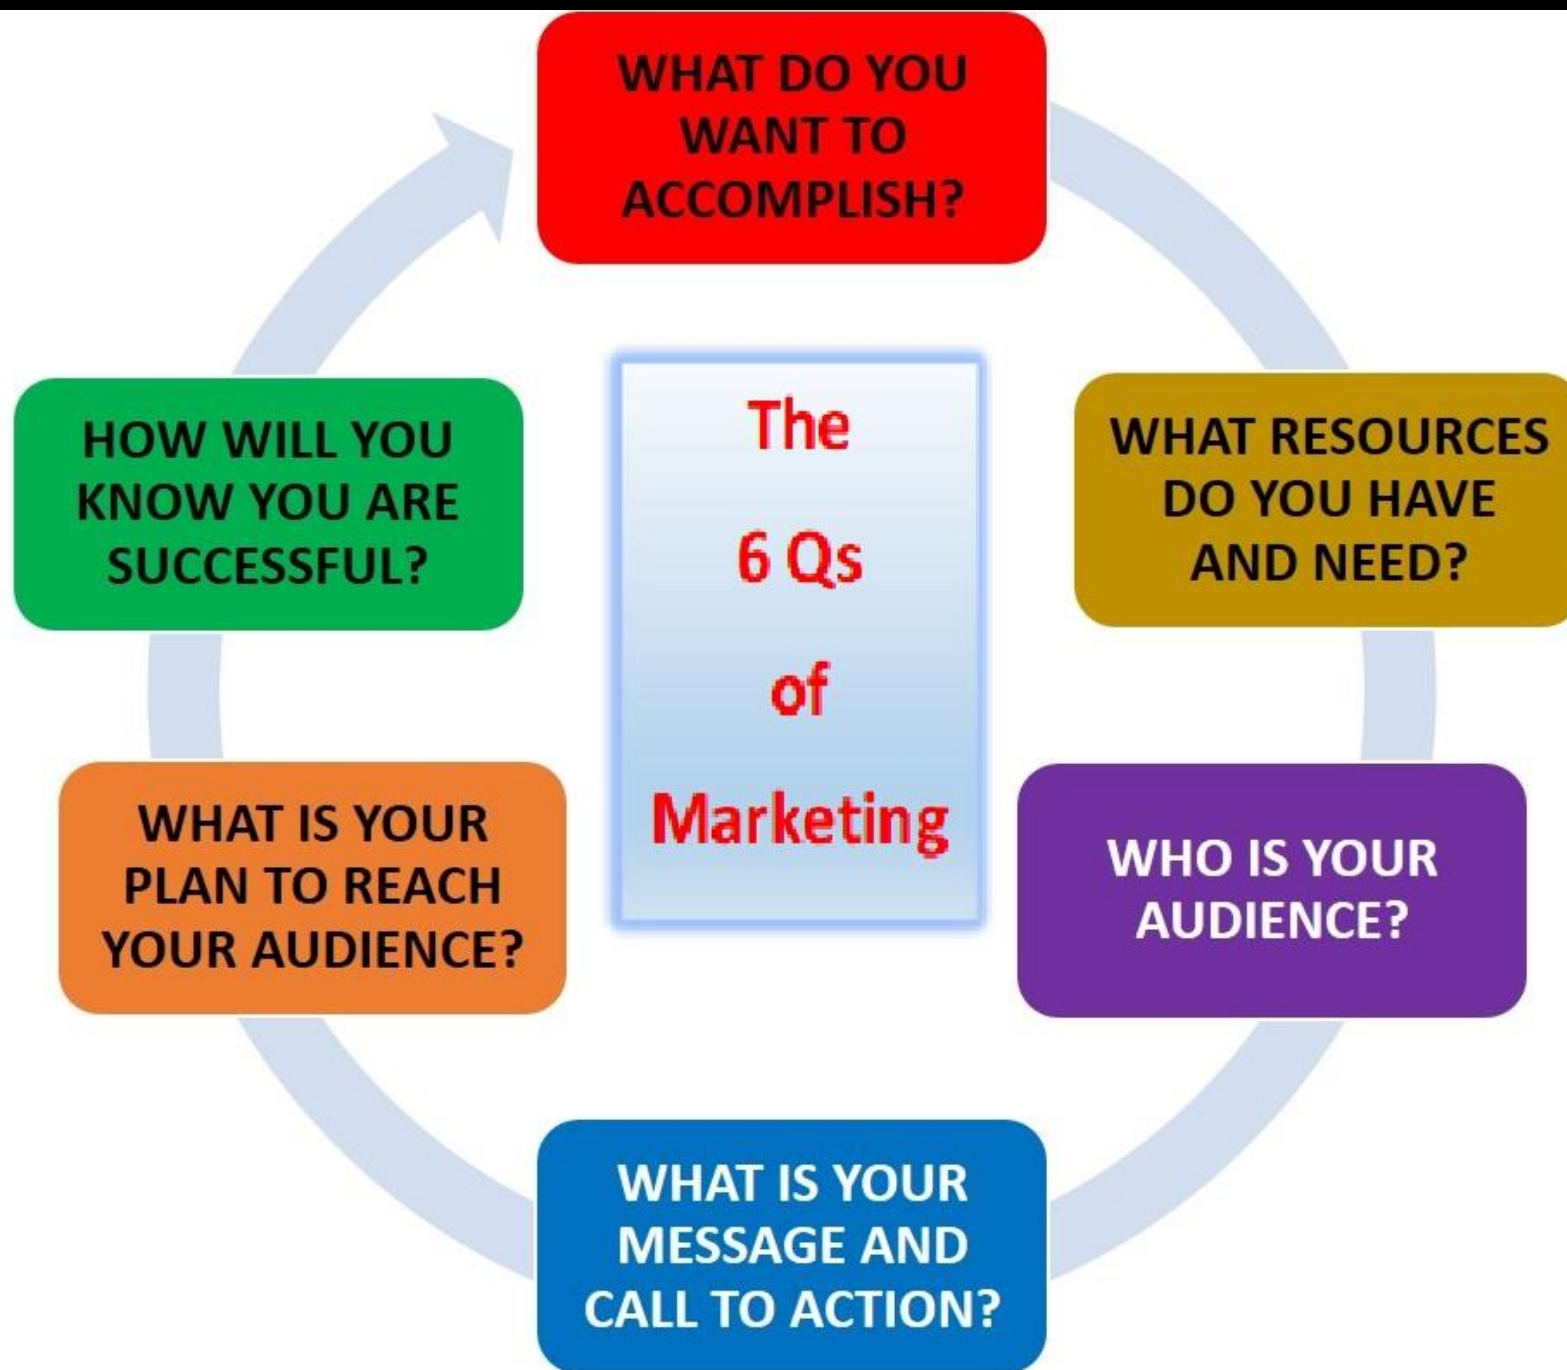 WHAT DO YOU
WANT TO
ACCOMPLISH?
WHAT RESOURCES
DO YOU HAVE
AND NEED?
WHO IS YOUR
AUDIENCE?
WHAT IS YOUR
MESSAGE AND
CALL TO ACTION?
WHAT IS YOUR
PLAN TO REACH
YOUR AUDIENCE?
HOW WILL YOU
KNOW YOU ARE
SUCCESSFUL?
The
6 Qs
of
Marketing